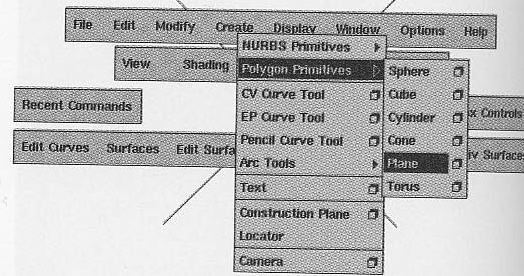 File Edit Modify Create Display Window Options Help
NURBS Primitives
View Shading
Polygon Primitives
Sphere
CV Curve Tool
Cube
Recent Commands
EP Curve Tool
Cylinder
x Controls
Pencil Curve Tool
Cone
Edit Curves Surfaces Edit Surfa
Arc Tools
Plane
iv Surfaces
Text
Torus
Construction Plane
Locator
Camera